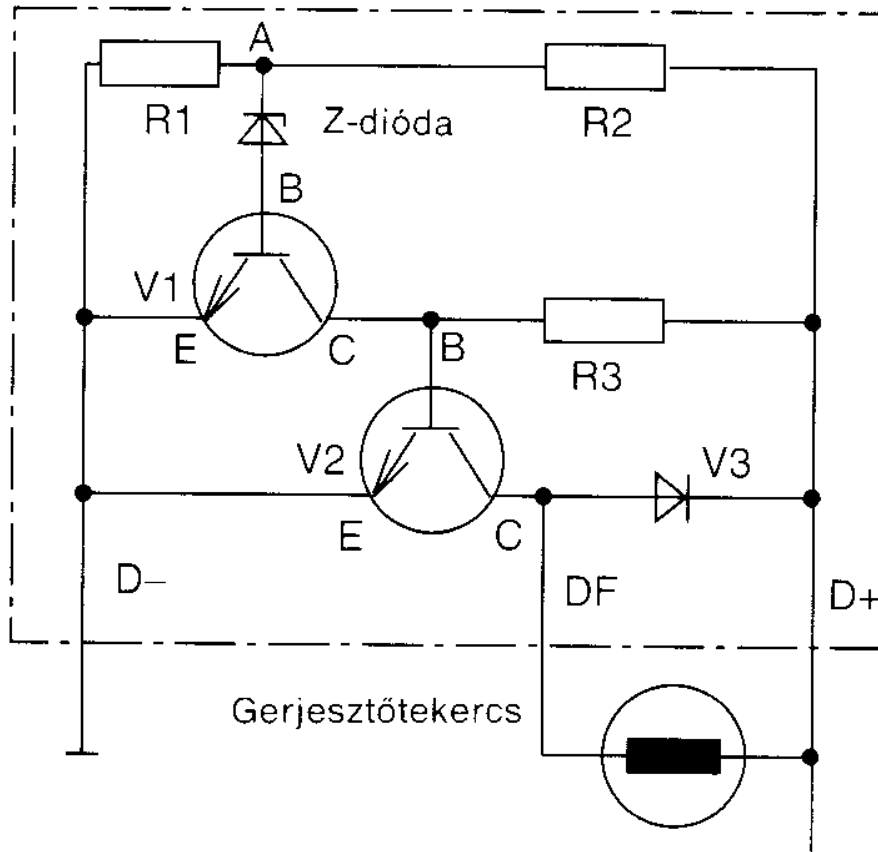 A
R1
Z-dióda
R2
B
V1
E
C
B
R3
V2
V3
E
C
D–
DF
D+
Gerjesztőtekercs